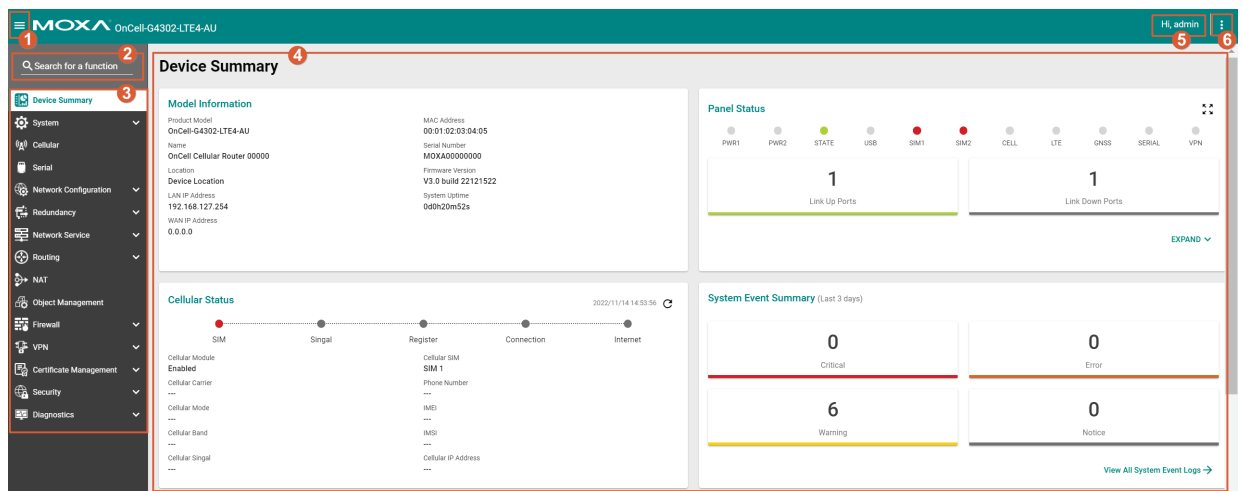 MOXA OnCell-G4302-LTE4-AU
Hi, admin
1
5
6
Search for a function
2
3
Device Summary
System
Cellular
Serial
Network Configuration
Redundancy
Network Service
Routing
NAT
Object Management
Firewall
VPN
Certificate Management
Security
Diagnostics
4
Device Summary
Model Information
Product Model
OnCell-G4302-LTE4-AU
Name
OnCell Cellular Router 00000
Location
Device Location
LAN IP Address
192.168.127.254
WAN IP Address
0.0.0.0
MAC Address
00:01:02:03:04:05
Serial Number
MOXA00000000
Firmware Version
V3.0 build 22121522
System Uptime
0d0h20m52s
Panel Status
PWR1 PWR2 STATE USB SIM1 SIM2 CELL LTE GNSS SERIAL VPN
1
Link Up Ports
1
Link Down Ports
EXPAND
Cellular Status
2022/11/14 14:53:56
SIM Singal Register Connection Internet
Cellular Module
Enabled
Cellular Carrier
---
Cellular Mode
---
Cellular Band
---
Cellular Singal
---
Cellular SIM
SIM 1
Phone Number
---
IMEI
---
IMSI
---
Cellular IP Address
---
System Event Summary (Last 3 days)
0
Critical
0
Error
6
Warning
0
Notice
View All System Event Logs